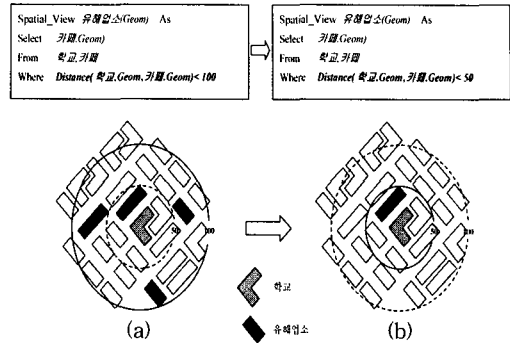 Spatial_View 유해업소(Geom) As
Select 카페.Geom)
From 학교,카페
Where Distance( 학교.Geom,카페.Geom)< 100
Spatial_View 유해업소(Geom) As
Select 카페.Geom)
From 학교,카페
Where Distance( 학교.Geom,카페.Geom)< 50
50
100
50
100
학교
유해업소
(a)
(b)